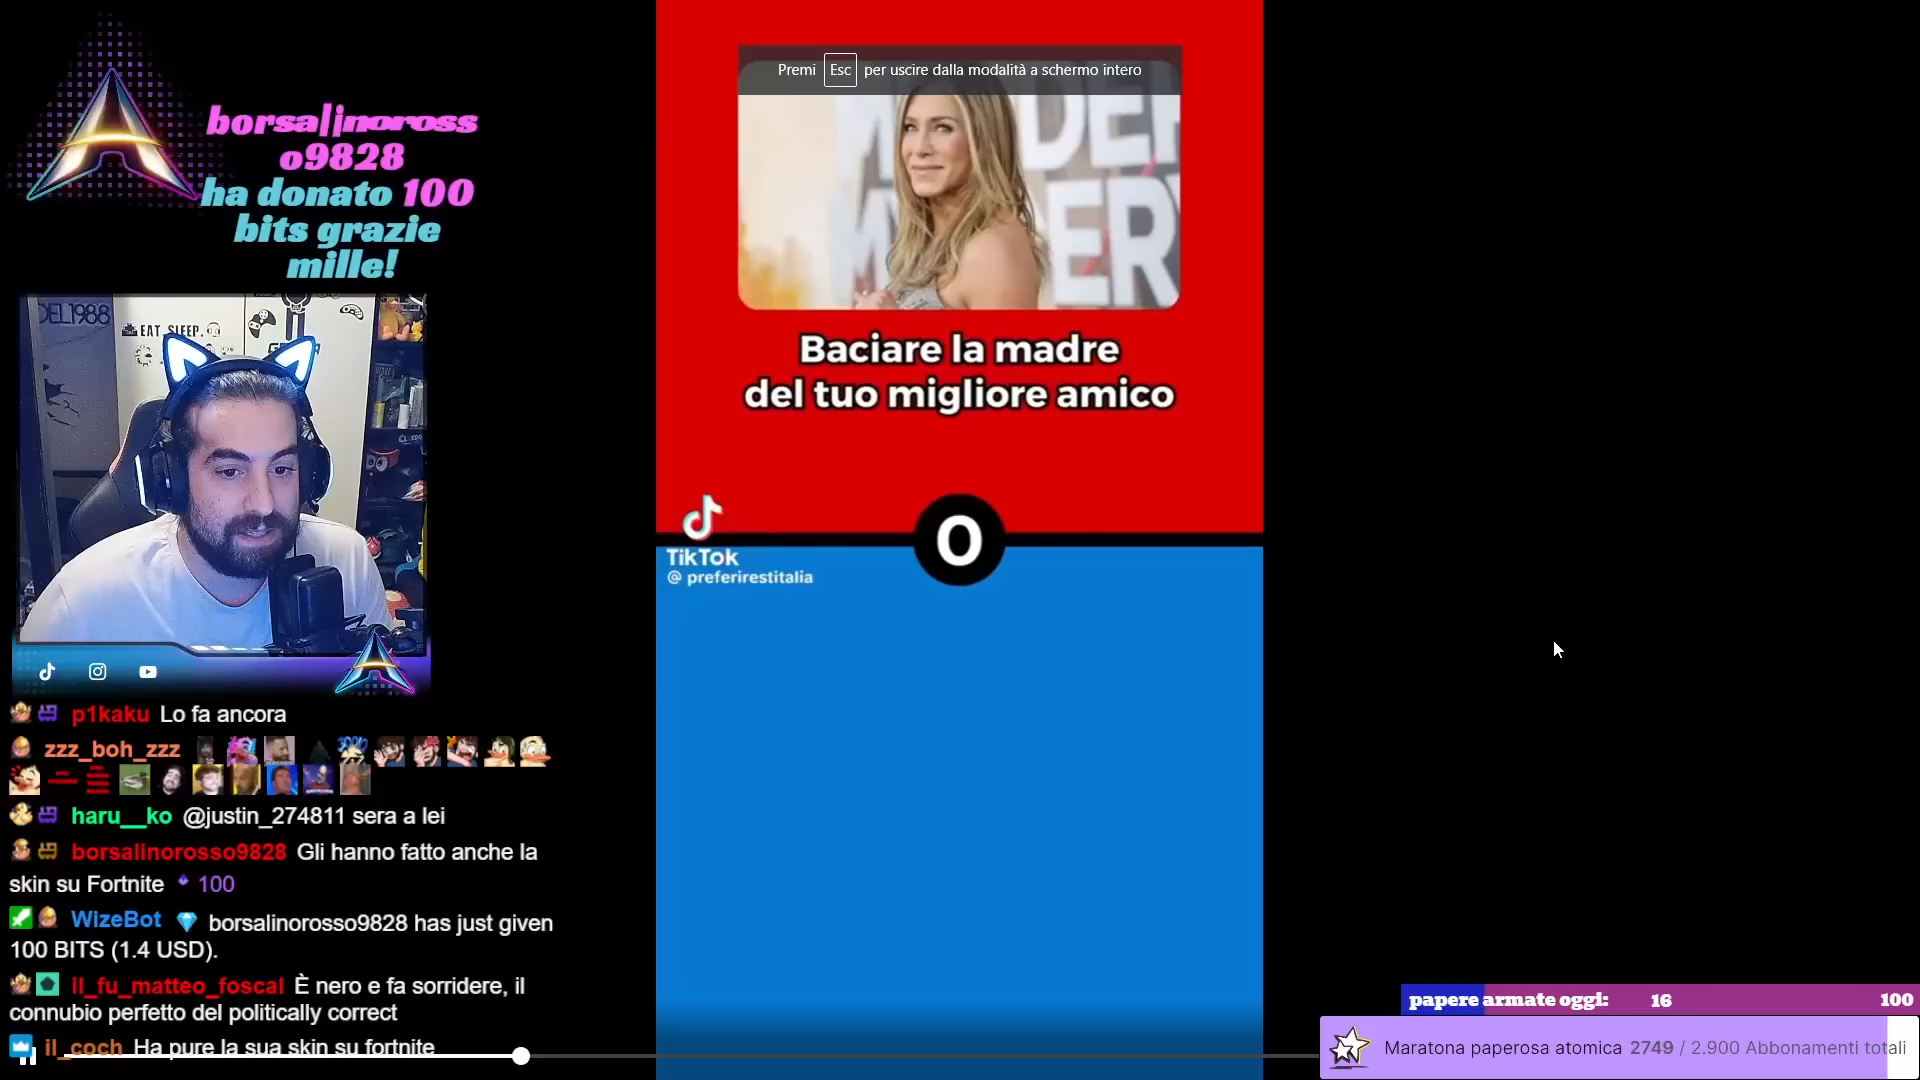 borsalinoross
o9828
ha donato 100
bits grazie
mille!
DEL1988
EAT. SLEEP.
p1kaku Lo fa ancora
zzz_boh_zzz
haru__ko @justin_274811 sera a lei
borsalinorosso9828 Gli hanno fatto anche la
skin su Fortnite 100
WizeBot borsalinorosso9828 has just given
100 BITS (1.4 USD).
il_fu_matteo_foscal È nero e fa sorridere, il
connubio perfetto del politically correct
il_coch Ha pure la sua skin su fortnite
Premi Esc per uscire dalla modalità a schermo intero
Baciare la madre
del tuo migliore amico
O
TikTok
@ preferirestitalia
papere armate oggi: 16 100
Maratona paperosa atomica 2749 / 2.900 Abbonamenti totali